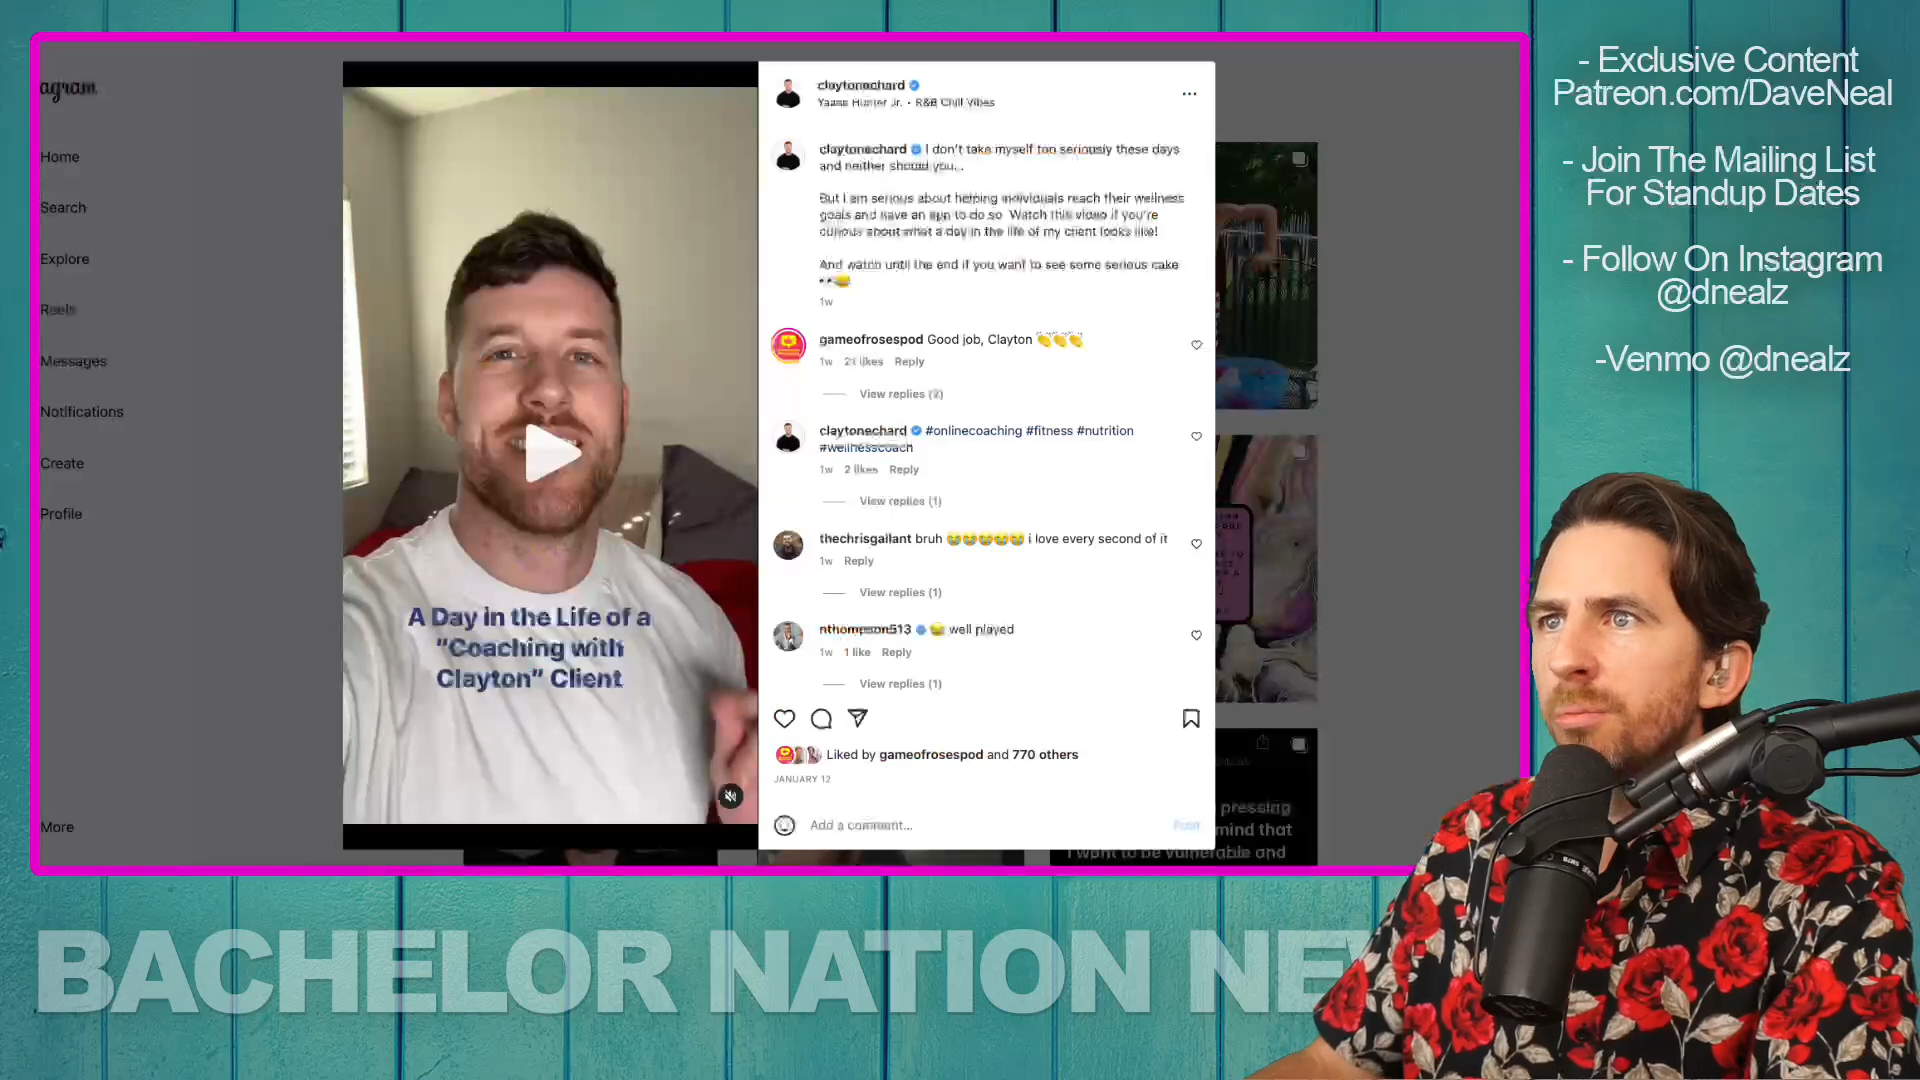 agram
Home
Search
Explore
Reels
Messages
Notifications
Create
Profile
More
A Day in the Life of a
"Coaching with
Clayton" Client
claytonechard
Yaasé Hunter Jr. • R&B Chill Vibes
claytonechard I don't take myself too seriously these days
and neither should you...
But I am serious about helping individuals reach their wellness
goals and have an app to do so. Watch this video if you're
curious about what a day in the life of my client looks like!
And watch until the end if you want to see some serious cake
1w
gameofrosespod Good job, Clayton 👏👏👏
1w 21 likes Reply
View replies (2)
claytonechard #onlinecoaching #fitness #nutrition
#wellnesscoach
1w 2 likes Reply
View replies (1)
thechrisgallant bruh 😭😭😭😭😭 i love every second of it
1w Reply
View replies (1)
nthompson513 😂 well played
1w 1 like Reply
View replies (1)
Liked by gameofrosespod and 770 others
JANUARY 12
Add a comment...
Post
pressing
mind that
I want to be vulnerable and
- Exclusive Content
Patreon.com/DaveNeal
- Join The Mailing List
For Standup Dates
- Follow On Instagram
@dnealz
-Venmo @dnealz
BACHELOR NATION NE